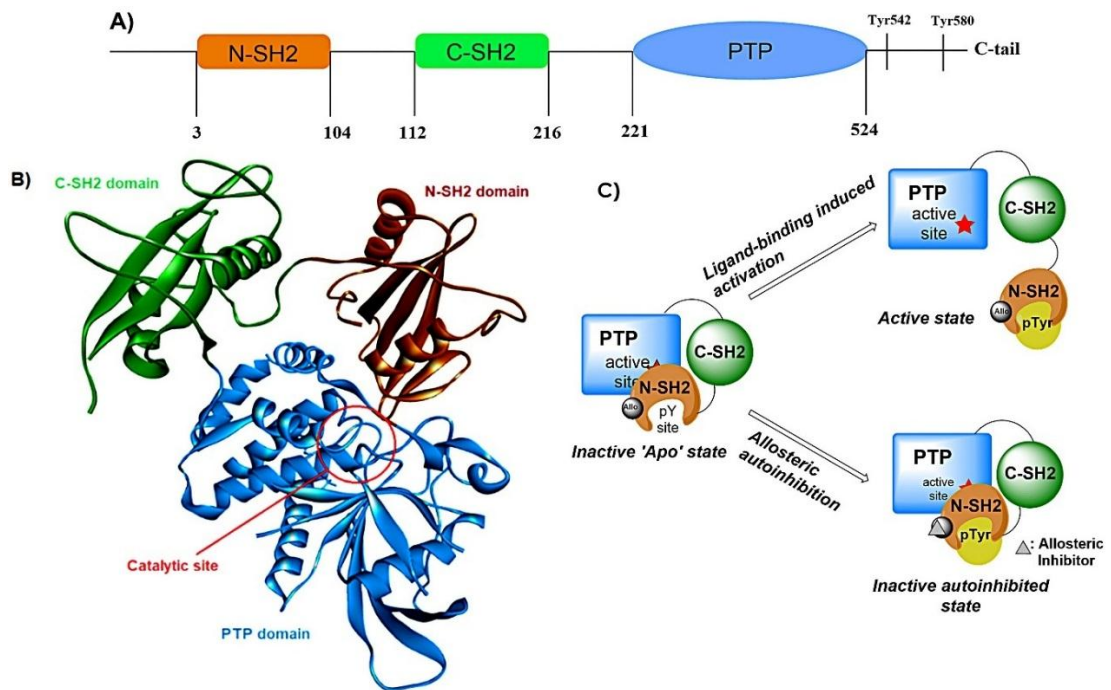 A)
Tyr542 Tyr580
N-SH2 C-SH2 PTP C-tail
3 104 112 216 221 524
B)
C-SH2 domain
N-SH2 domain
Catalytic site
PTP domain
C)
Ligand-binding induced
activation
PTP
active
site
C-SH2
N-SH2
Allo
pTyr
Active state
PTP
active
site
C-SH2
N-SH2
Allo
pY
site
Inactive 'Apo' state
Allosteric
autoinhibition
PTP
active
site
C-SH2
N-SH2
pTyr
: Allosteric
Inhibitor
Inactive autoinhibited
state